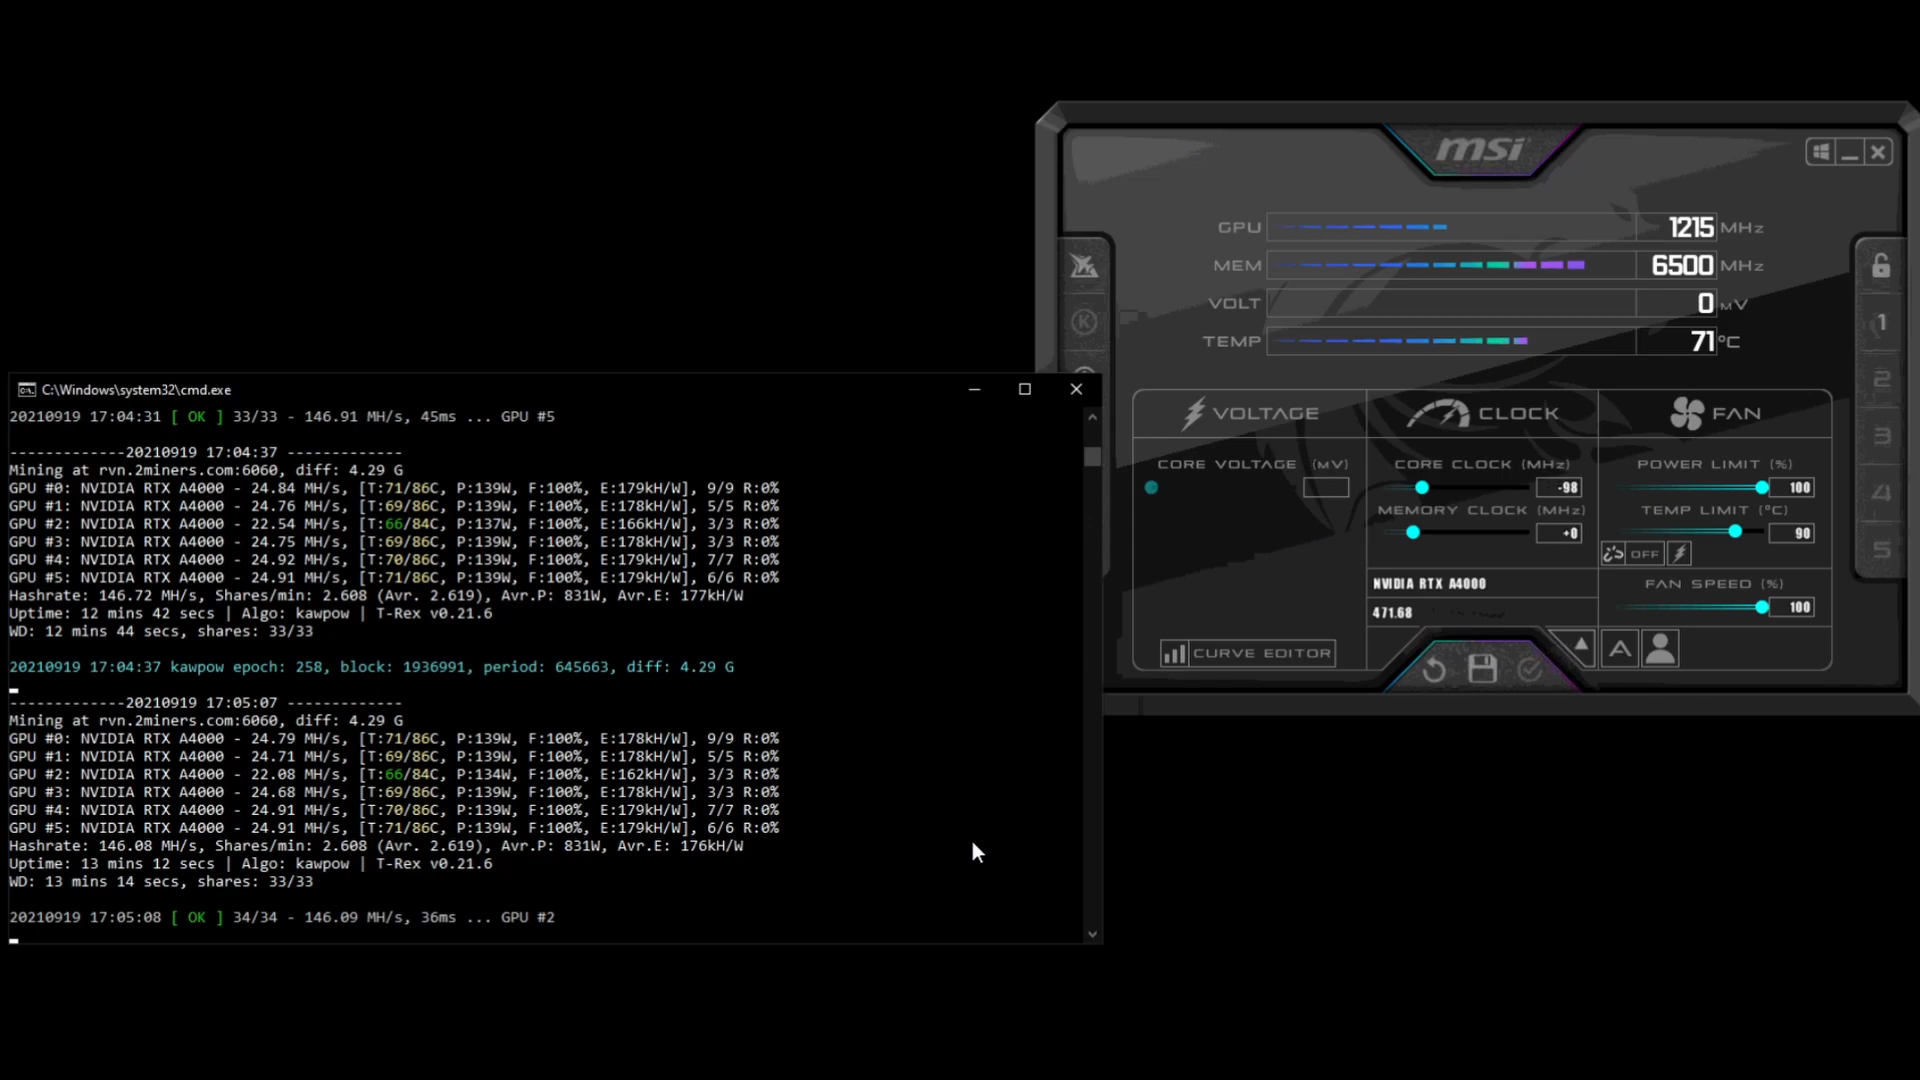 msi
GPU 1215 MHz
MEM 6500 MHz
VOLT 0 MV
TEMP 71 °C
K
1
2
3
4
5
VOLTAGE
CLOCK
FAN
CORE VOLTAGE (MV)
CORE CLOCK (MHz)
-98
MEMORY CLOCK (MHz)
+0
POWER LIMIT (%)
100
TEMP LIMIT (°C)
90
OFF
NVIDIA RTX A4000
471.68
FAN SPEED (%)
100
CURVE EDITOR
A
C:\Windows\system32\cmd.exe
20210919 17:04:31 [ OK ] 33/33 - 146.91 MH/s, 45ms ... GPU #5
-------------20210919 17:04:37 -------------
Mining at rvn.2miners.com:6060, diff: 4.29 G
GPU #0: NVIDIA RTX A4000 - 24.84 MH/s, [T:71/86C, P:139W, F:100%, E:179kH/W], 9/9 R:0%
GPU #1: NVIDIA RTX A4000 - 24.76 MH/s, [T:69/86C, P:139W, F:100%, E:178kH/W], 5/5 R:0%
GPU #2: NVIDIA RTX A4000 - 22.54 MH/s, [T:66/84C, P:137W, F:100%, E:166kH/W], 3/3 R:0%
GPU #3: NVIDIA RTX A4000 - 24.75 MH/s, [T:69/86C, P:139W, F:100%, E:178kH/W], 3/3 R:0%
GPU #4: NVIDIA RTX A4000 - 24.92 MH/s, [T:70/86C, P:139W, F:100%, E:179kH/W], 7/7 R:0%
GPU #5: NVIDIA RTX A4000 - 24.91 MH/s, [T:71/86C, P:139W, F:100%, E:179kH/W], 6/6 R:0%
Hashrate: 146.72 MH/s, Shares/min: 2.608 (Avr. 2.619), Avr.P: 831W, Avr.E: 177kH/W
Uptime: 12 mins 42 secs | Algo: kawpow | T-Rex v0.21.6
WD: 12 mins 44 secs, shares: 33/33
20210919 17:04:37 kawpow epoch: 258, block: 1936991, period: 645663, diff: 4.29 G
-------------20210919 17:05:07 -------------
Mining at rvn.2miners.com:6060, diff: 4.29 G
GPU #0: NVIDIA RTX A4000 - 24.79 MH/s, [T:71/86C, P:139W, F:100%, E:178kH/W], 9/9 R:0%
GPU #1: NVIDIA RTX A4000 - 24.71 MH/s, [T:69/86C, P:139W, F:100%, E:178kH/W], 5/5 R:0%
GPU #2: NVIDIA RTX A4000 - 22.08 MH/s, [T:66/84C, P:134W, F:100%, E:162kH/W], 3/3 R:0%
GPU #3: NVIDIA RTX A4000 - 24.68 MH/s, [T:69/86C, P:139W, F:100%, E:178kH/W], 3/3 R:0%
GPU #4: NVIDIA RTX A4000 - 24.91 MH/s, [T:70/86C, P:139W, F:100%, E:179kH/W], 7/7 R:0%
GPU #5: NVIDIA RTX A4000 - 24.91 MH/s, [T:71/86C, P:139W, F:100%, E:179kH/W], 6/6 R:0%
Hashrate: 146.08 MH/s, Shares/min: 2.608 (Avr. 2.619), Avr.P: 831W, Avr.E: 176kH/W
Uptime: 13 mins 12 secs | Algo: kawpow | T-Rex v0.21.6
WD: 13 mins 14 secs, shares: 33/33
20210919 17:05:08 [ OK ] 34/34 - 146.09 MH/s, 36ms ... GPU #2